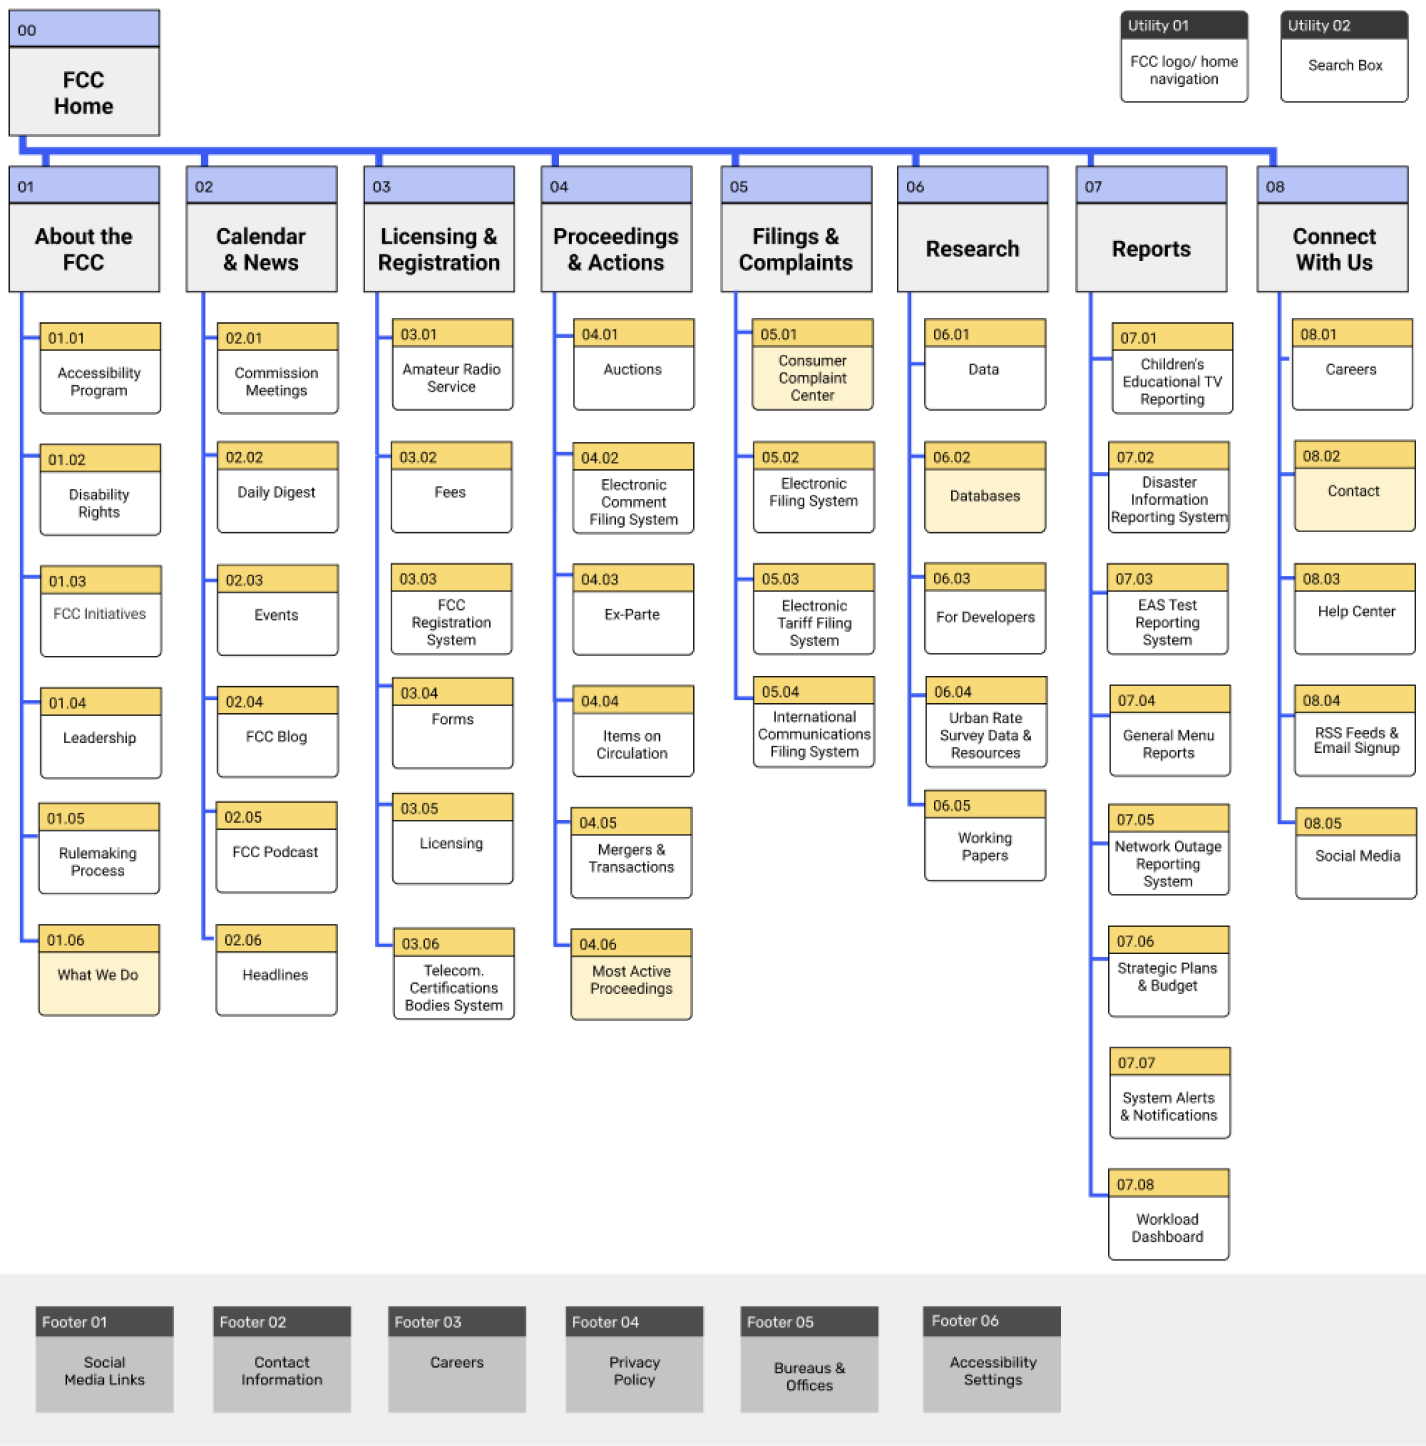 00
FCC
Home
Utility 01
FCC logo/ home
navigation
Utility 02
Search Box
01
About the
FCC
02
Calendar
& News
03
Licensing &
Registration
04
Proceedings
& Actions
05
Filings &
Complaints
06
Research
07
Reports
08
Connect
With Us
01.01
Accessibility
Program
01.02
Disability
Rights
01.03
FCC Initiatives
01.04
Leadership
01.05
Rulemaking
Process
01.06
What We Do
02.01
Commission
Meetings
02.02
Daily Digest
02.03
Events
02.04
FCC Blog
02.05
FCC Podcast
02.06
Headlines
03.01
Amateur Radio
Service
03.02
Fees
03.03
FCC
Registration
System
03.04
Forms
03.05
Licensing
03.06
Telecom.
Certifications
Bodies System
04.01
Auctions
04.02
Electronic
Comment
Filing System
04.03
Ex-Parte
04.04
Items on
Circulation
04.05
Mergers &
Transactions
04.06
Most Active
Proceedings
05.01
Consumer
Complaint
Center
05.02
Electronic
Filing System
05.03
Electronic
Tariff Filing
System
05.04
International
Communications
Filing System
06.01
Data
06.02
Databases
06.03
For Developers
06.04
Urban Rate
Survey Data &
Resources
06.05
Working
Papers
07.01
Children's
Educational TV
Reporting
07.02
Disaster
Information
Reporting System
07.03
EAS Test
Reporting
System
07.04
General Menu
Reports
07.05
Network Outage
Reporting
System
07.06
Strategic Plans
& Budget
07.07
System Alerts
& Notifications
07.08
Workload
Dashboard
08.01
Careers
08.02
Contact
08.03
Help Center
08.04
RSS Feeds &
Email Signup
08.05
Social Media
Footer 01
Social
Media Links
Footer 02
Contact
Information
Footer 03
Careers
Footer 04
Privacy
Policy
Footer 05
Bureaus &
Offices
Footer 06
Accessibility
Settings